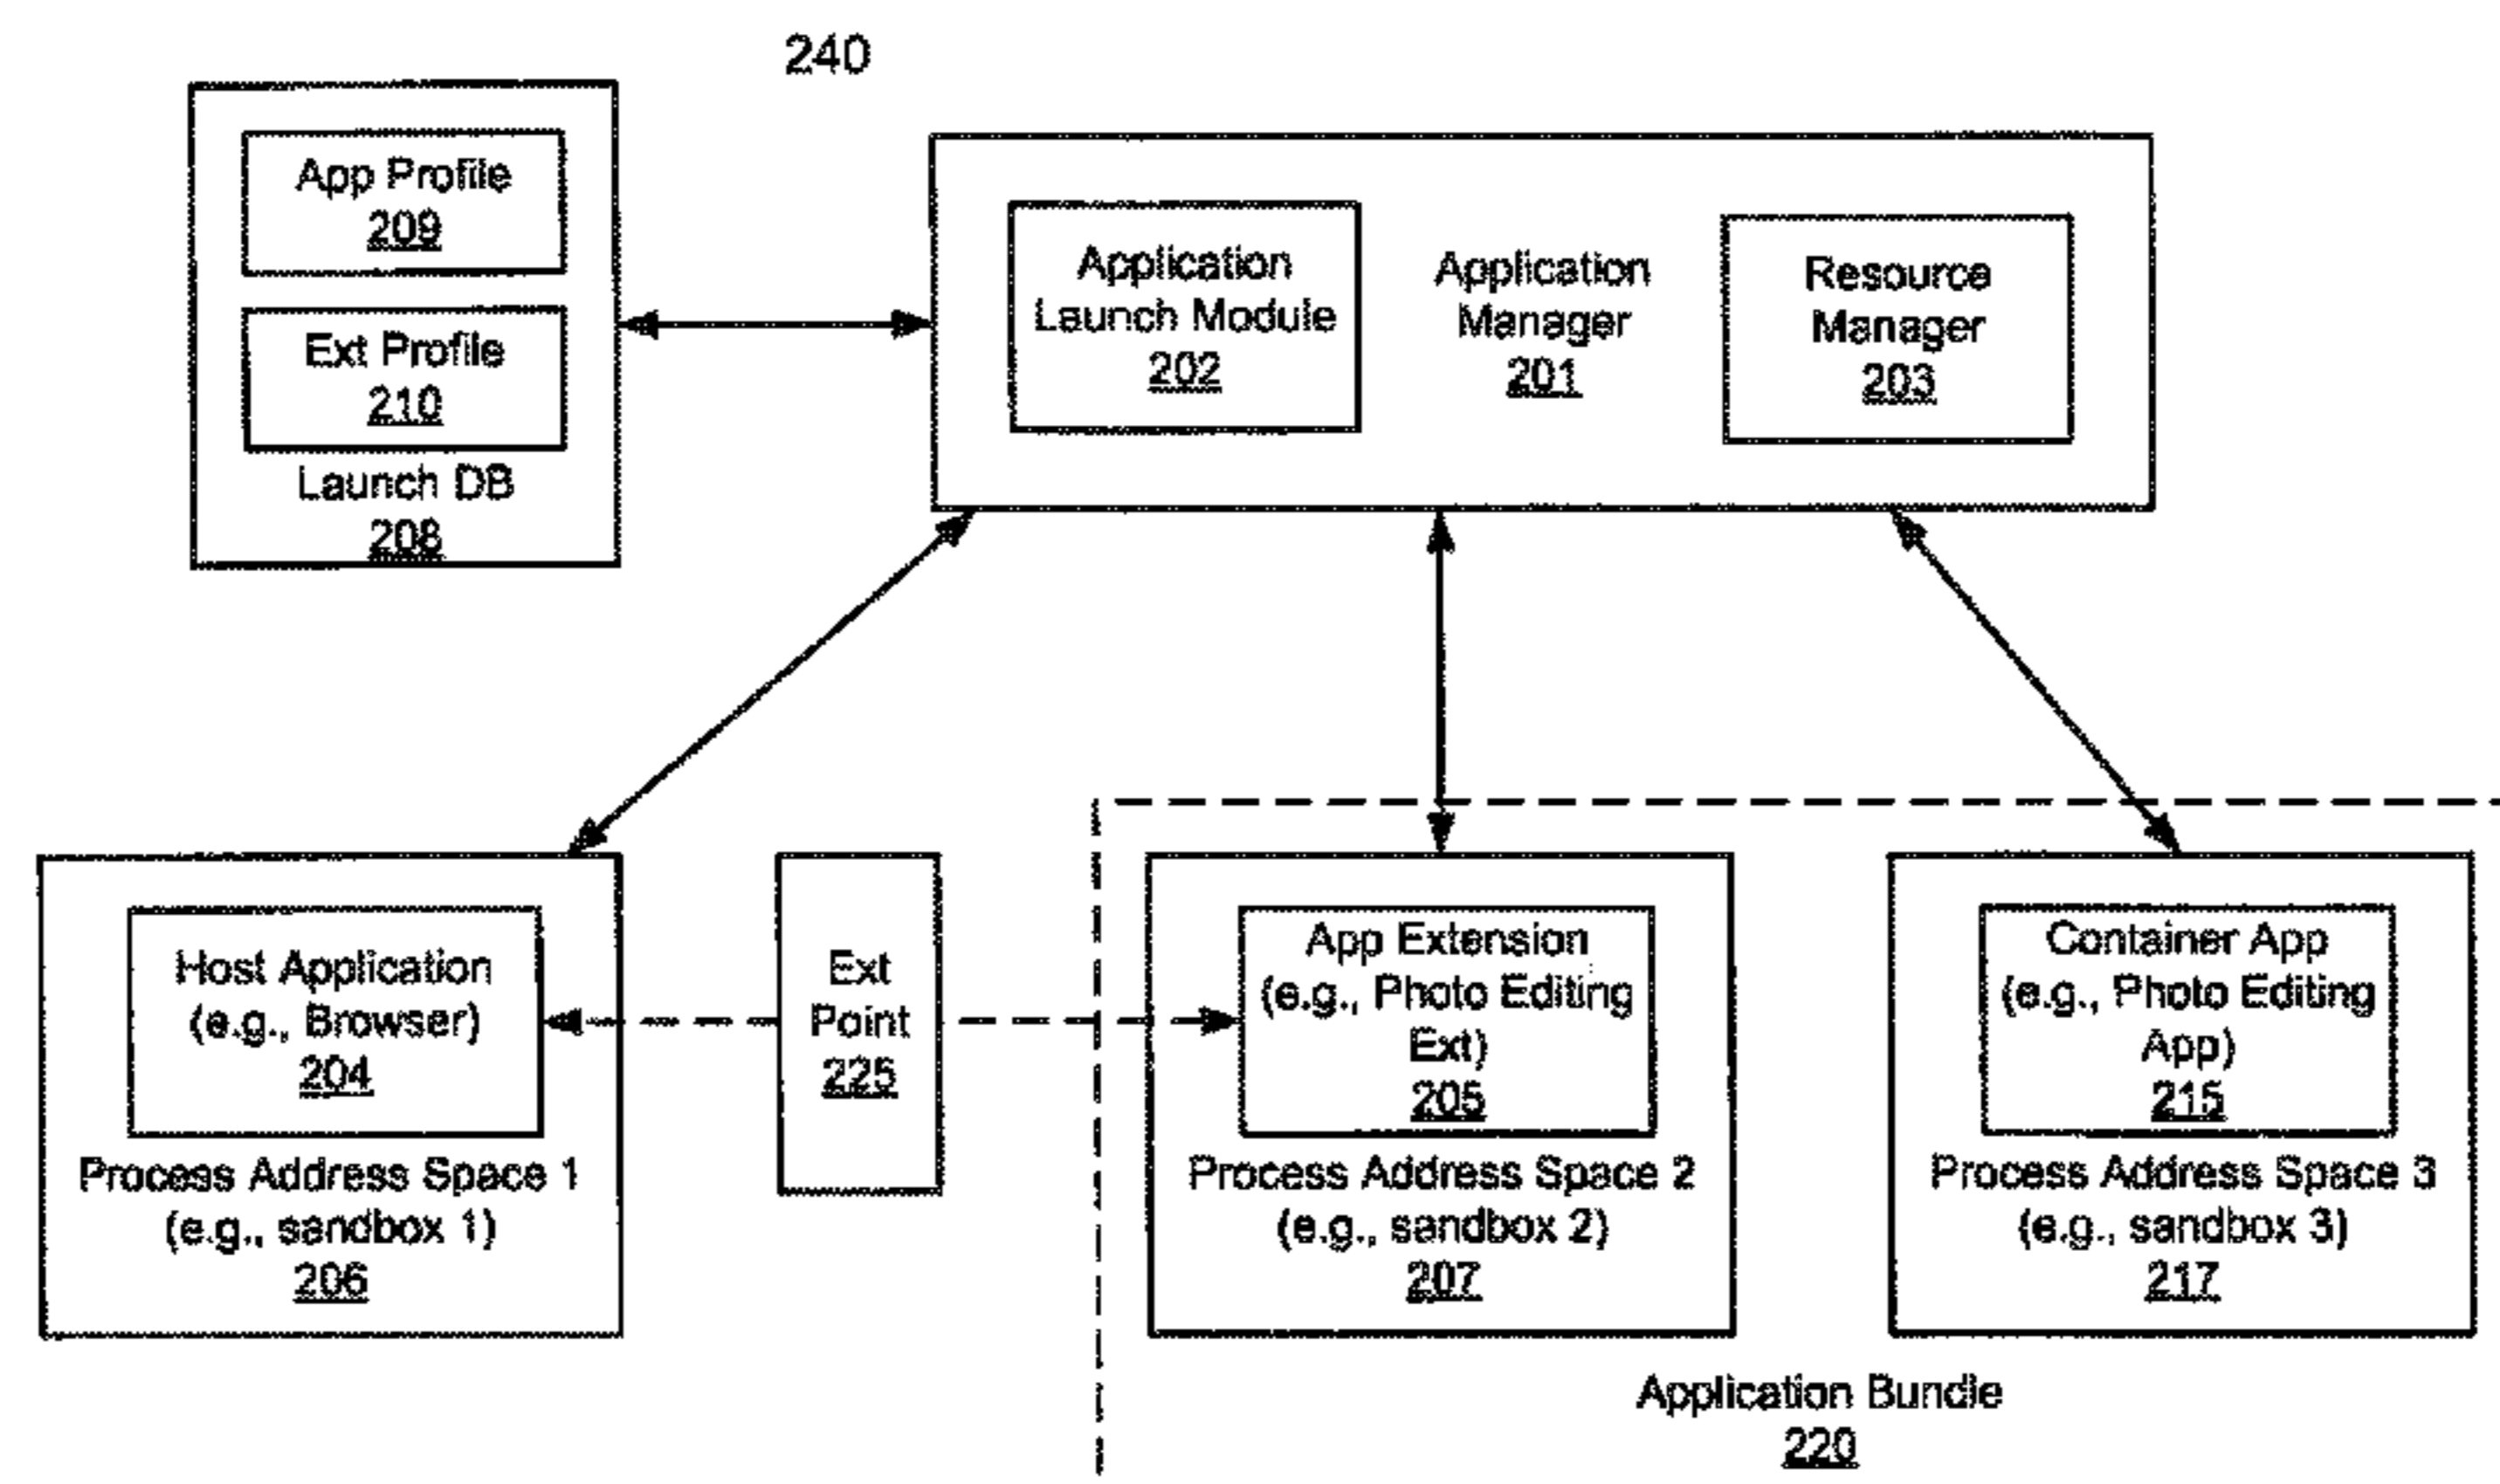 240
App Profile
209
Ext Profile
210
Launch DB
208
Application
Launch Module
202
Application
Manager
201
Resource
Manager
203
Host Application
(e.g., Browser)
204
Process Address Space 1
(e.g., sandbox 1)
206
Ext
Point
225
App Extension
(e.g., Photo Editing
Ext)
205
Process Address Space 2
(e.g., sandbox 2)
207
Container App
(e.g., Photo Editing
App)
215
Process Address Space 3
(e.g., sandbox 3)
217
Application Bundle
220